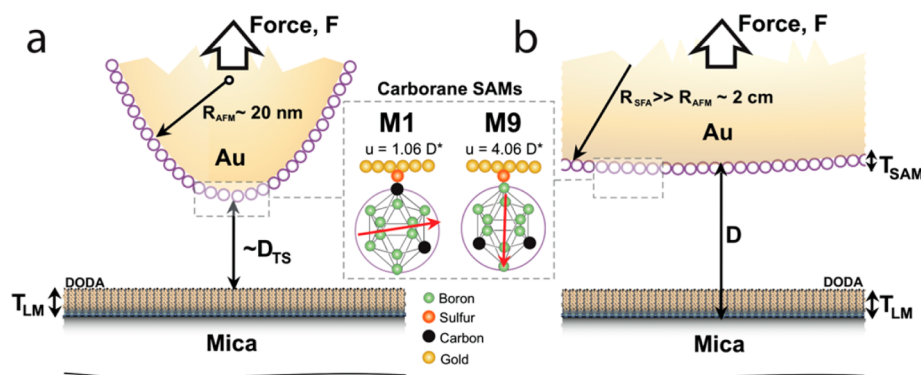 a
Force, F
R_AFM ~ 20 nm
Au
~D_TS
DODA
T_LM
Mica
Carborane SAMs
M1 M9
u = 1.06 D* u = 4.06 D*
Boron
Sulfur
Carbon
Gold
b
Force, F
R_SFA >> R_AFM ~ 2 cm
Au
T_SAM
D
DODA
T_LM
Mica